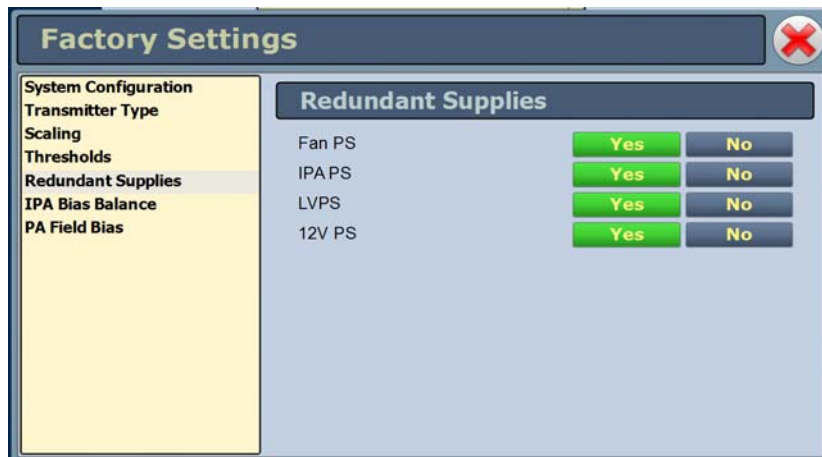 Factory Settings
System Configuration
Transmitter Type
Scaling
Thresholds
Redundant Supplies
IPA Bias Balance
PA Field Bias
Redundant Supplies
Fan PS Yes No
IPA PS Yes No
LVPS Yes No
12V PS Yes No